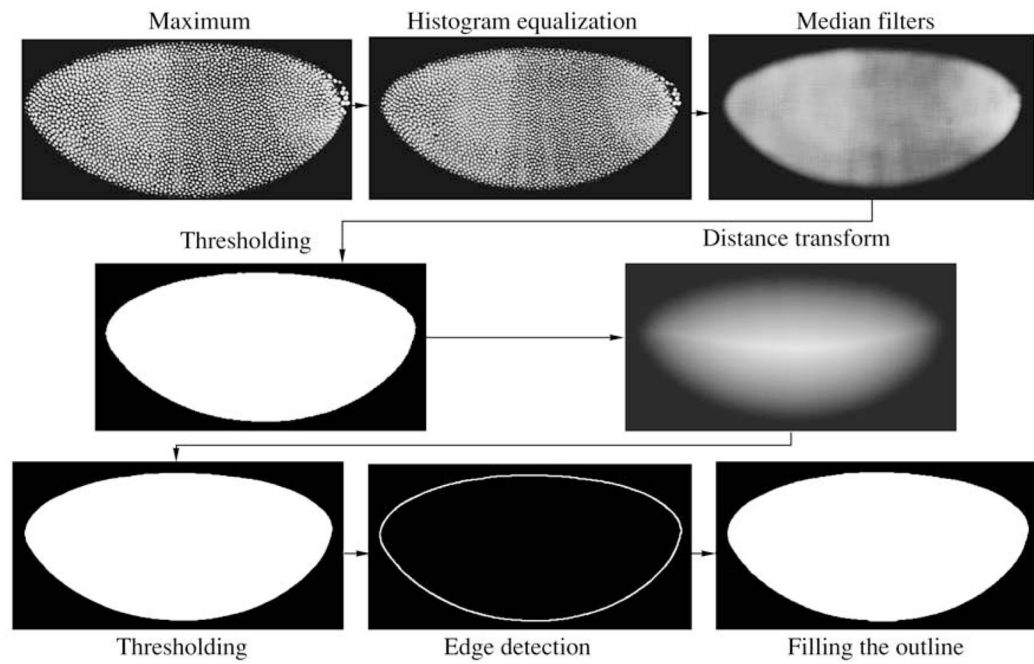 Maximum
Histogram equalization
Median filters
Thresholding
Distance transform
Thresholding
Edge detection
Filling the outline